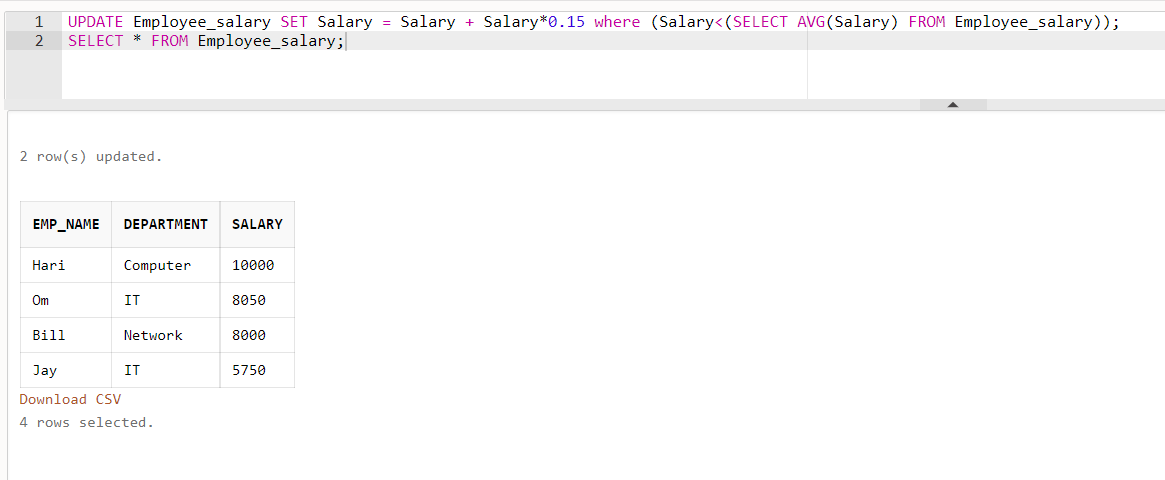 1 UPDATE Employee_salary SET Salary = Salary + Salary*0.15 where (Salary<(SELECT AVG(Salary) FROM Employee_salary));
2 SELECT * FROM Employee_salary;
2 row(s) updated.
EMP_NAME DEPARTMENT SALARY
Hari Computer 10000
Om IT 8050
Bill Network 8000
Jay IT 5750
Download CSV
4 rows selected.